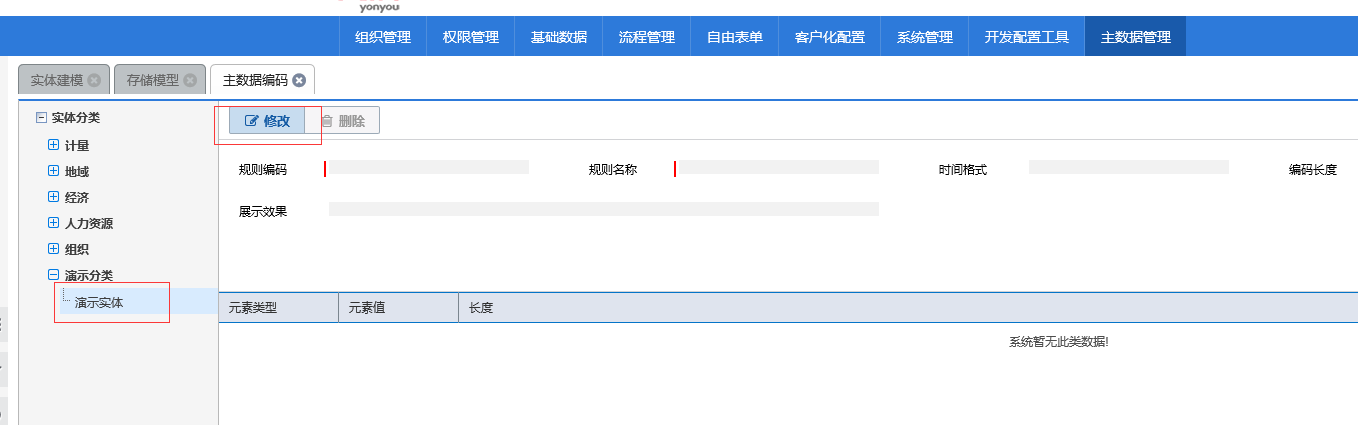 yonyou
组织管理 权限管理 基础数据 流程管理 自由表单 客户化配置 系统管理 开发配置工具 主数据管理
实体建模 存储模型 主数据编码
实体分类
计量
地域
经济
人力资源
组织
演示分类
演示实体
修改 删除
规则编码 规则名称 时间格式 编码长度
展示效果
元素类型 元素值 长度
系统暂无此类数据!